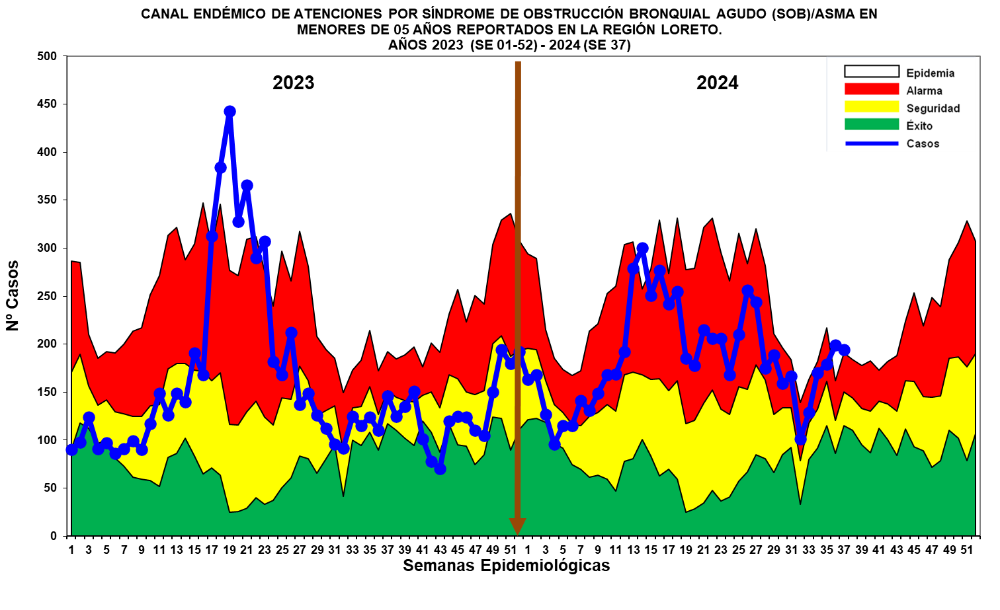 CANAL ENDÉMICO DE ATENCIONES POR SÍNDROME DE OBSTRUCCIÓN BRONQUIAL AGUDO (SOB)/ASMA EN
MENORES DE 05 AÑOS REPORTADOS EN LA REGIÓN LORETO.
AÑOS 2023 (SE 01-52) - 2024 (SE 37)
500
450
400
350
300
250
200
150
100
50
0
Nº Casos
2023
2024
Epidemia
Alarma
Seguridad
Éxito
Casos
1 3 5 7 9 11 13 15 17 19 21 23 25 27 29 31 33 35 37 39 41 43 45 47 49 51 1 3 5 7 9 11 13 15 17 19 21 23 25 27 29 31 33 35 37 39 41 43 45 47 49 51
Semanas Epidemiológicas